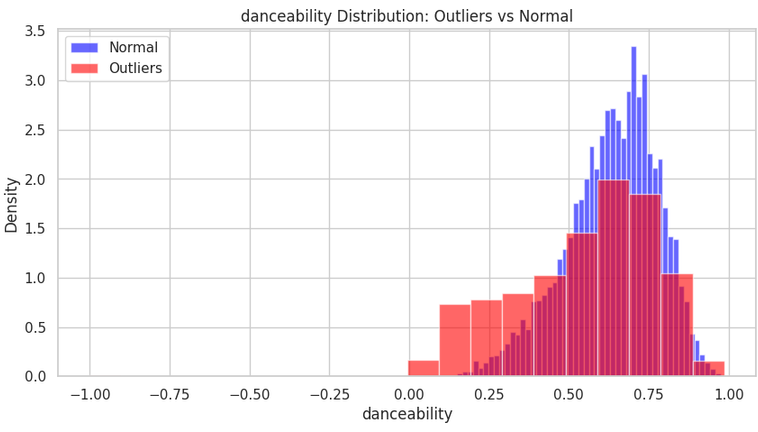 danceability Distribution: Outliers vs Normal
Normal
Outliers
3.5
3.0
2.5
2.0
1.5
1.0
0.5
0.0
Density
−1.00 −0.75 −0.50 −0.25 0.00 0.25 0.50 0.75 1.00
danceability